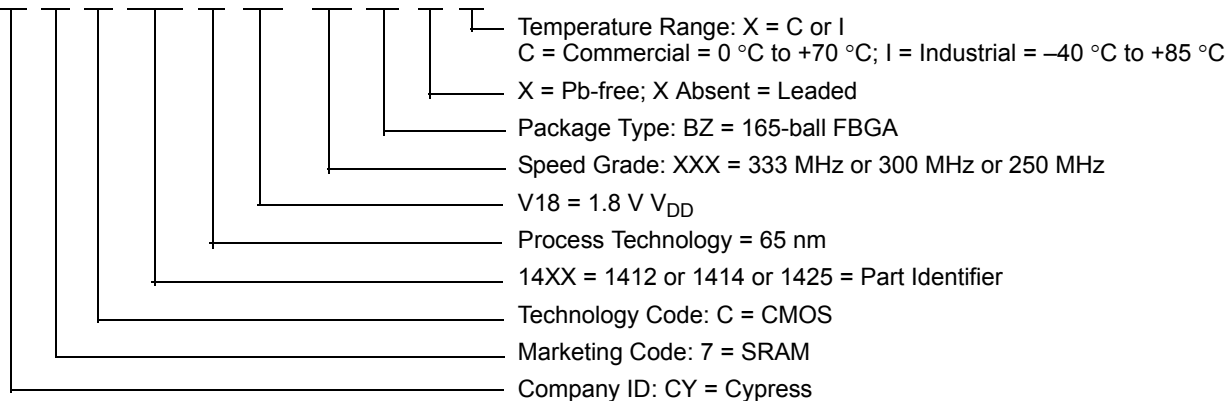 Temperature Range: X = C or I
C = Commercial = 0 °C to +70 °C; I = Industrial = –40 °C to +85 °C
X = Pb-free; X Absent = Leaded
Package Type: BZ = 165-ball FBGA
Speed Grade: XXX = 333 MHz or 300 MHz or 250 MHz
V18 = 1.8 V VDD
Process Technology = 65 nm
14XX = 1412 or 1414 or 1425 = Part Identifier
Technology Code: C = CMOS
Marketing Code: 7 = SRAM
Company ID: CY = Cypress